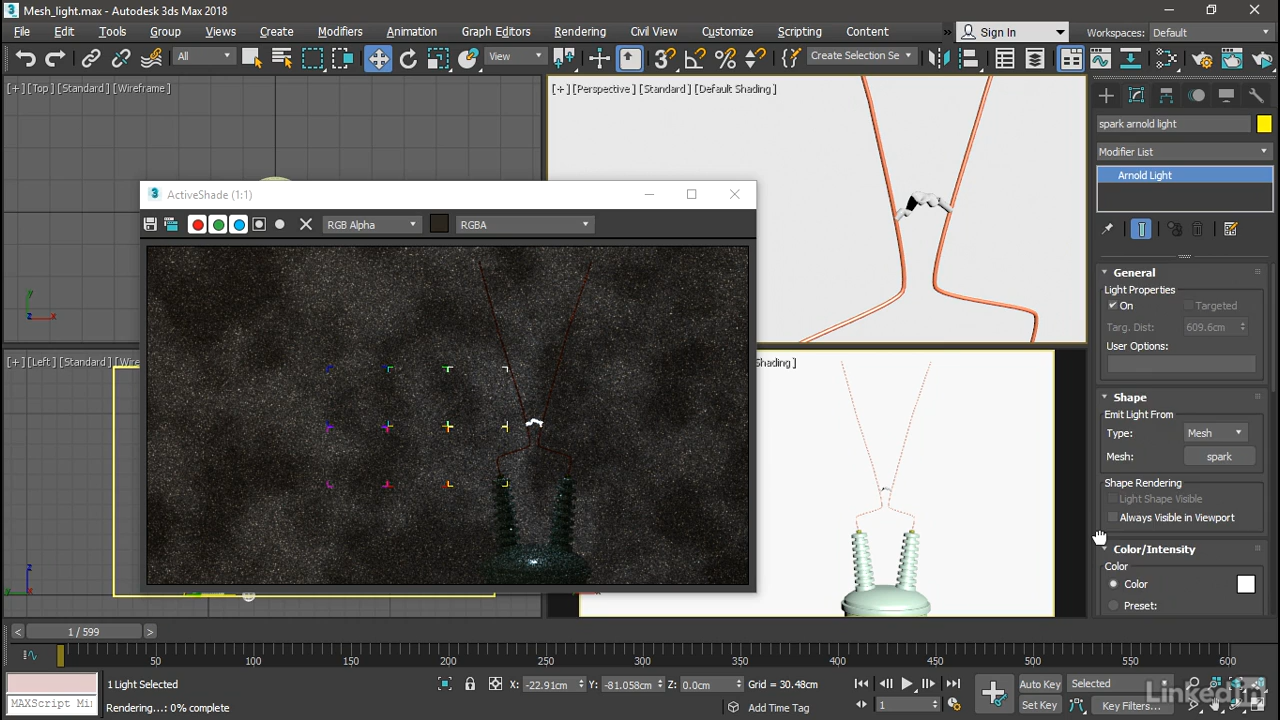 Mesh_light.max - Autodesk 3ds Max 2018
File Edit Tools Group Views Create Modifiers Animation Graph Editors Rendering Civil View Customize Scripting Content » Sign In Workspaces: Default
All View Create Selection Se
[+] [Top] [Standard] [Wireframe]
[+] [Perspective] [Standard] [Default Shading]
spark arnold light
Modifier List
Arnold Light
ActiveShade (1:1)
RGB Alpha RGBA
General
Light Properties
On Targeted
Targ. Dist: 609.6cm
User Options:
[+] [Left] [Standard] [Wire
Shading]
Shape
Emit Light From
Type: Mesh
Mesh: spark
Shape Rendering
Light Shape Visible
Always Visible in Viewport
Color/Intensity
Color
Color
Preset:
< 1 / 599 >
50 100 150 200 250 300 350 400 450 500 550 600
1 Light Selected
X: -22.91cm Y: -81.058cm Z: 0.0cm Grid = 30.48cm
Auto Key Selected
MAXScript Mi
Rendering...: 0% complete
Add Time Tag
1
Set Key Key Filters...
LinkedIn